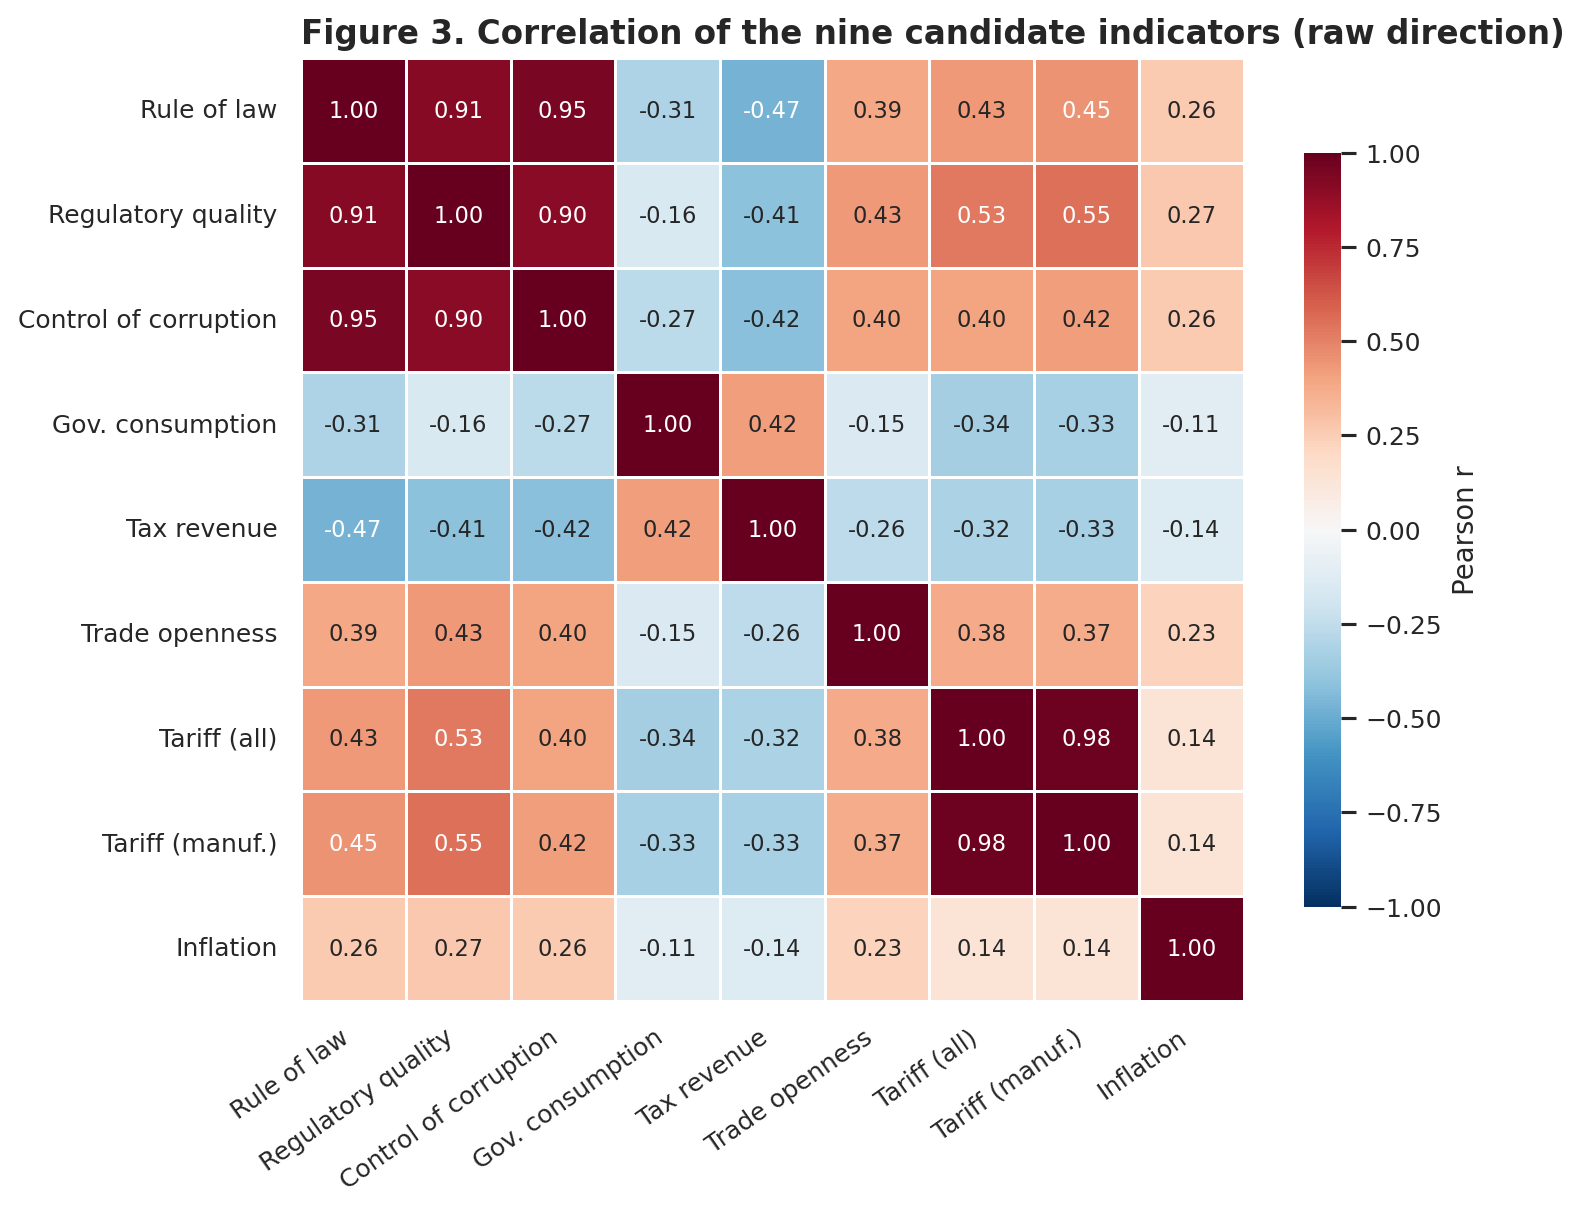 Figure 3. Correlation of the nine candidate indicators (raw direction)
Rule of law 1.00 0.91 0.95 -0.31 -0.47 0.39 0.43 0.45 0.26
Regulatory quality 0.91 1.00 0.90 -0.16 -0.41 0.43 0.53 0.55 0.27
Control of corruption 0.95 0.90 1.00 -0.27 -0.42 0.40 0.40 0.42 0.26
Gov. consumption -0.31 -0.16 -0.27 1.00 0.42 -0.15 -0.34 -0.33 -0.11
Tax revenue -0.47 -0.41 -0.42 0.42 1.00 -0.26 -0.32 -0.33 -0.14
Trade openness 0.39 0.43 0.40 -0.15 -0.26 1.00 0.38 0.37 0.23
Tariff (all) 0.43 0.53 0.40 -0.34 -0.32 0.38 1.00 0.98 0.14
Tariff (manuf.) 0.45 0.55 0.42 -0.33 -0.33 0.37 0.98 1.00 0.14
Inflation 0.26 0.27 0.26 -0.11 -0.14 0.23 0.14 0.14 1.00
Rule of law
Regulatory quality
Control of corruption
Gov. consumption
Tax revenue
Trade openness
Tariff (all)
Tariff (manuf.)
Inflation
1.00
0.75
0.50
0.25
0.00
−0.25
−0.50
−0.75
−1.00
Pearson r